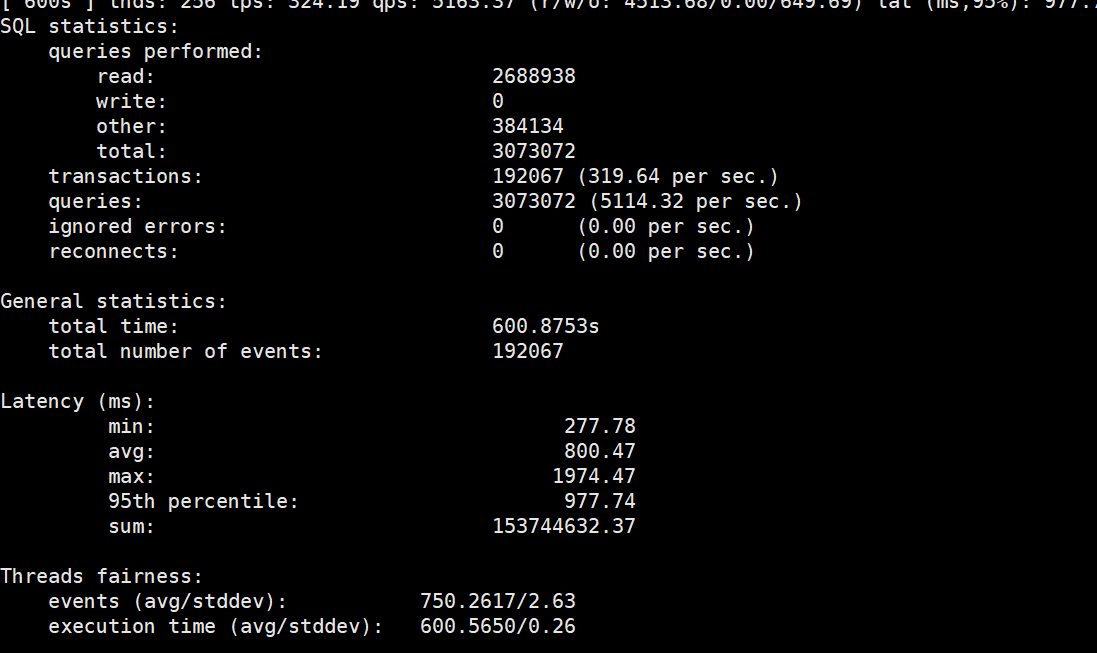 [ 600s ] thds: 256 tps: 324.19 qps: 5163.37 (r/w/o: 4513.68/0.00/649.69) lat (ms,95%): 977.
SQL statistics:
    queries performed:
        read:                            2688938
        write:                           0
        other:                           384134
        total:                           3073072
    transactions:                        192067 (319.64 per sec.)
    queries:                             3073072 (5114.32 per sec.)
    ignored errors:                      0      (0.00 per sec.)
    reconnects:                          0      (0.00 per sec.)

General statistics:
    total time:                          600.8753s
    total number of events:              192067

Latency (ms):
         min:                                  277.78
         avg:                                  800.47
         max:                                 1974.47
         95th percentile:                      977.74
         sum:                            153744632.37

Threads fairness:
    events (avg/stddev):           750.2617/2.63
    execution time (avg/stddev):   600.5650/0.26